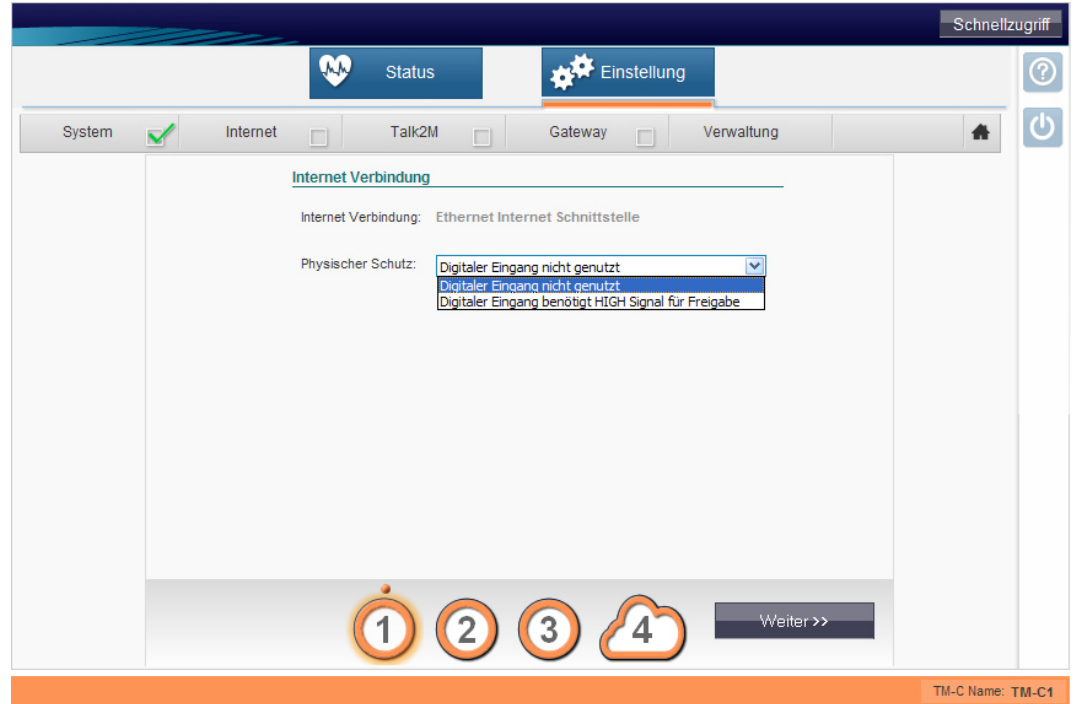 Schnellzugriff
Status
Einstellung
System
Internet
Talk2M
Gateway
Verwaltung
Internet Verbindung
Internet Verbindung: Ethernet Internet Schnittstelle
Physischer Schutz: Digitaler Eingang nicht genutzt
Digitaler Eingang nicht genutzt
Digitaler Eingang benötigt HIGH Signal für Freigabe
1 2 3 4
Weiter >>
TM-C Name: TM-C1